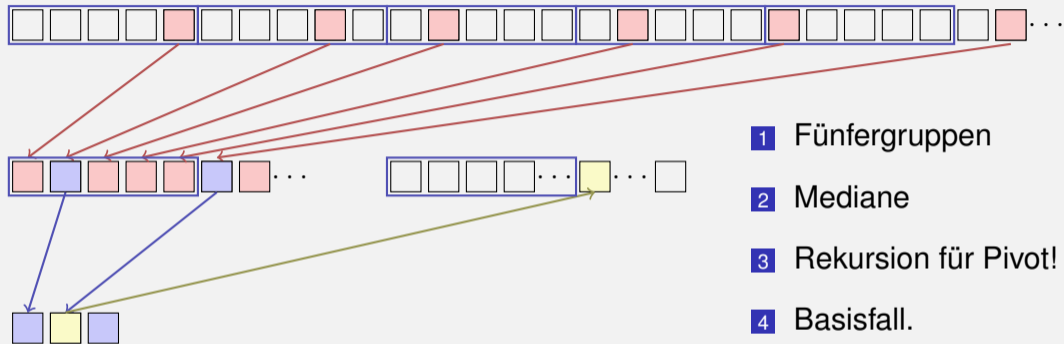 ...
... ... ...
1 Fünfergruppen
2 Mediane
3 Rekursion für Pivot!
4 Basisfall.